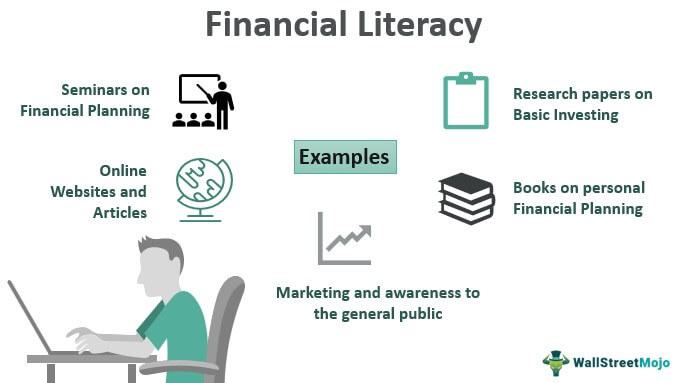 Financial Literacy
Seminars on
Financial Planning
Research papers on
Basic Investing
Examples
Online
Websites and
Articles
Books on personal
Financial Planning
Marketing and awareness to
the general public
WallStreetMojo